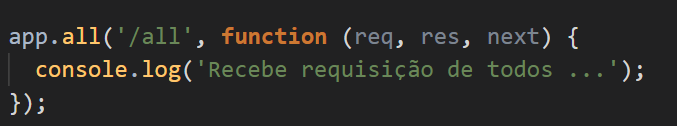 app.all('/all', function (req, res, next) {
  console.log('Recebe requisição de todos ...');
});